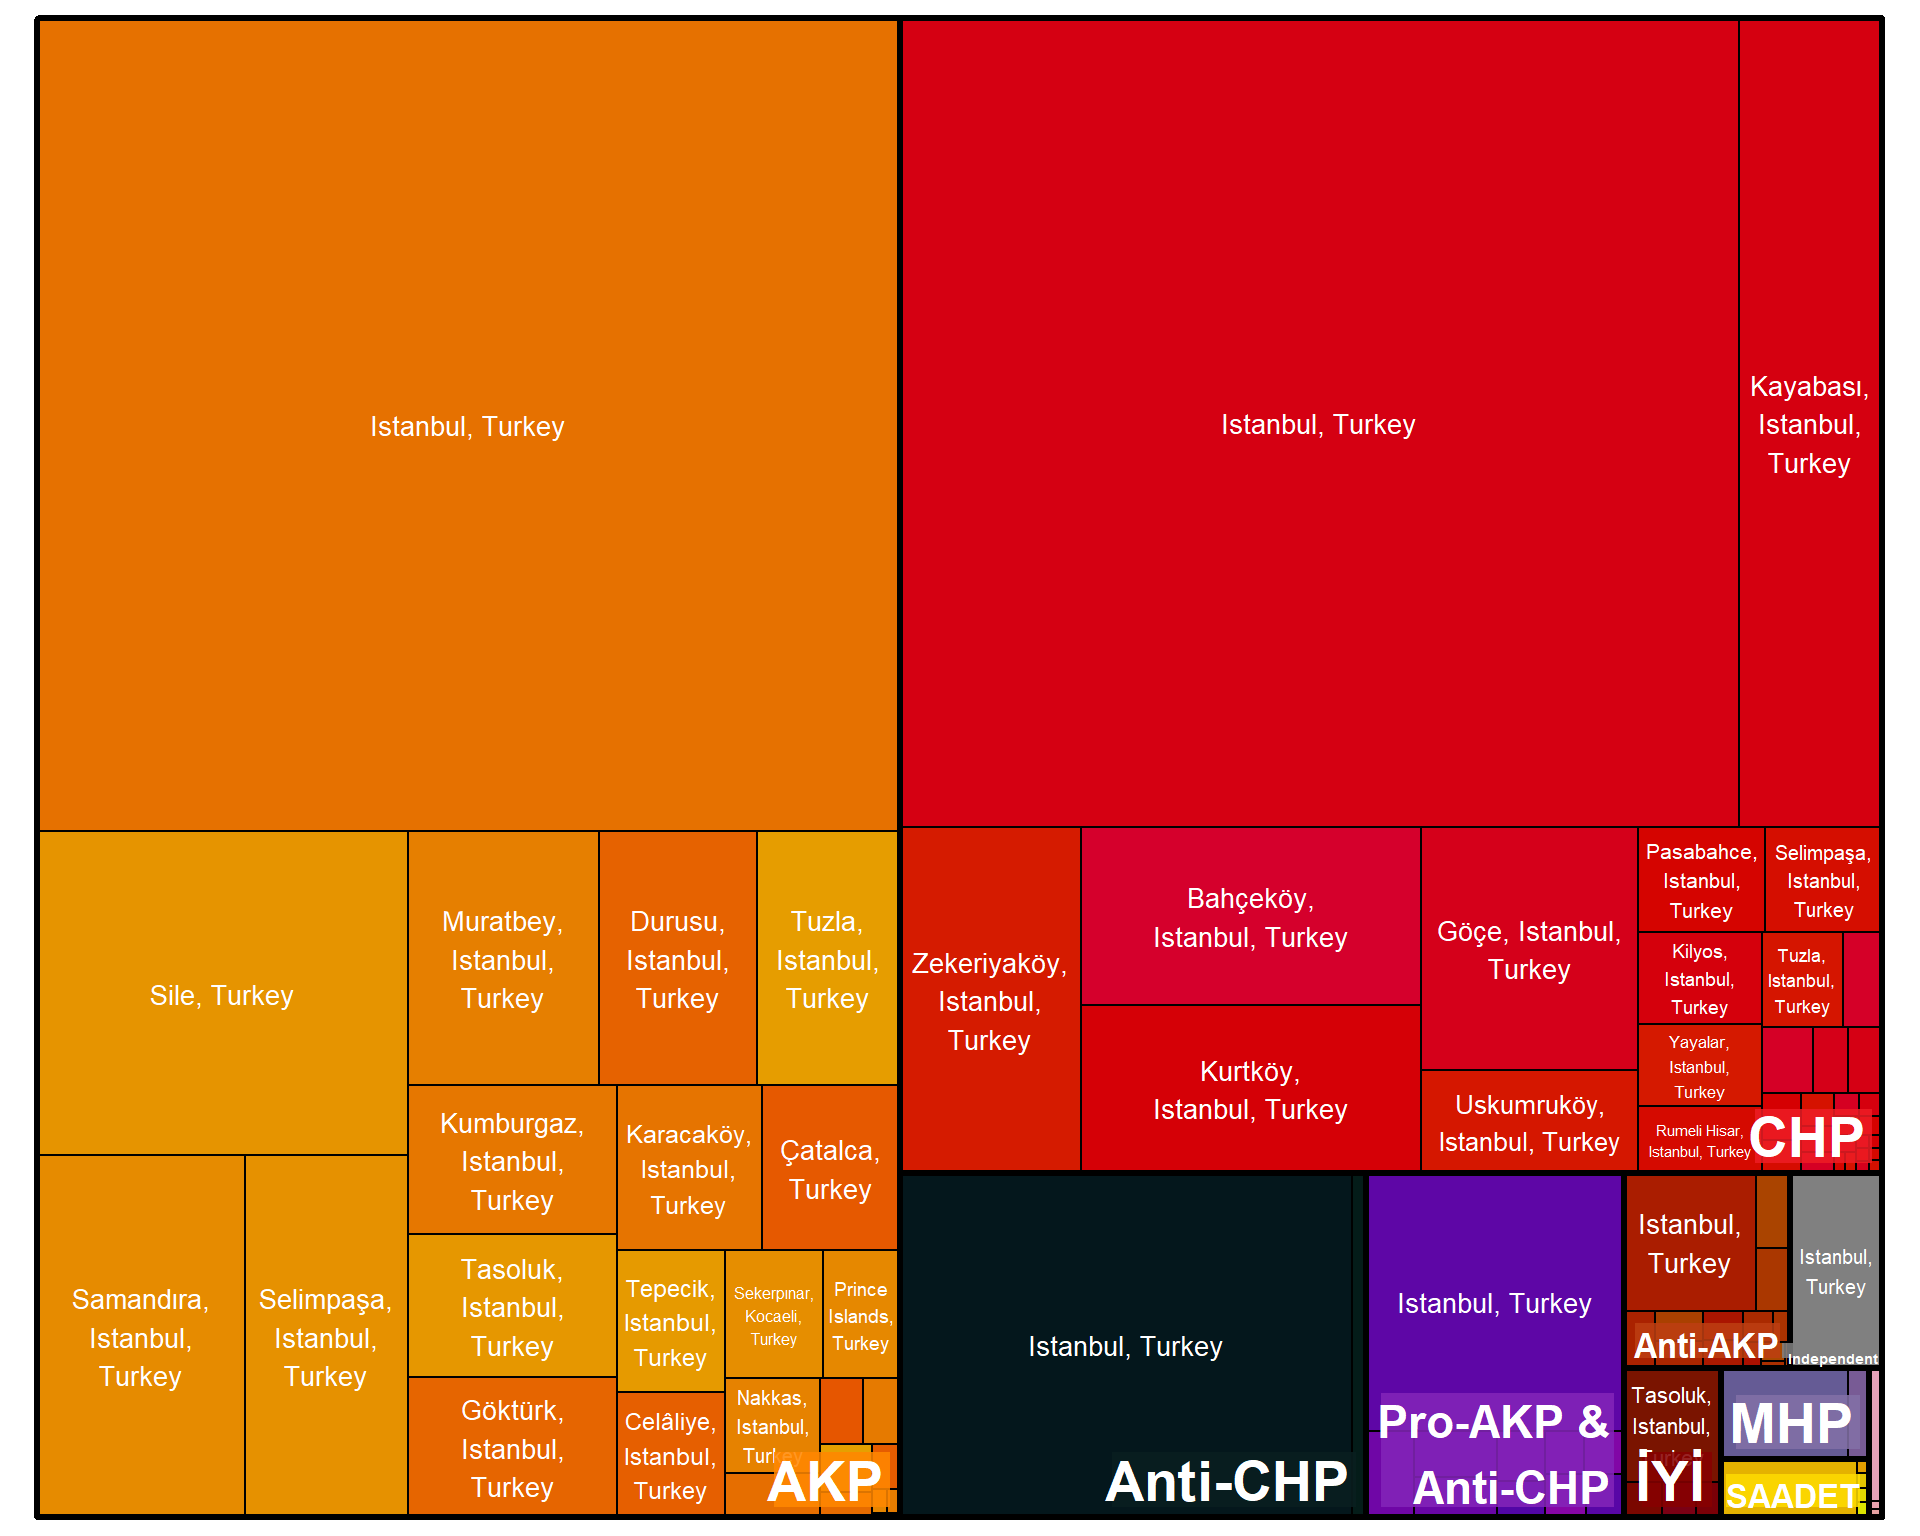 Istanbul, Turkey
Sile, Turkey
Muratbey,
Istanbul,
Turkey
Durusu,
Istanbul,
Turkey
Tuzla,
Istanbul,
Turkey
Samandıra,
Istanbul,
Turkey
Selimpaşa,
Istanbul,
Turkey
Kumburgaz,
Istanbul,
Turkey
Karacaköy,
Istanbul,
Turkey
Çatalca,
Turkey
Tasoluk,
Istanbul,
Turkey
Tepecik,
Istanbul,
Turkey
Sekerpınar,
Kocaeli,
Turkey
Prince
Islands,
Turkey
Göktürk,
Istanbul,
Turkey
Celâliye,
Istanbul,
Turkey
Nakkas,
Istanbul,
Turkey
AKP
Istanbul, Turkey
Kayabası,
Istanbul,
Turkey
Zekeriyaköy,
Istanbul,
Turkey
Bahçeköy,
Istanbul, Turkey
Kurtköy,
Istanbul, Turkey
Göçe, Istanbul,
Turkey
Uskumruköy,
Istanbul, Turkey
Pasabahce,
Istanbul,
Turkey
Selimpaşa,
Istanbul,
Turkey
Kilyos,
Istanbul,
Turkey
Tuzla,
Istanbul,
Turkey
Yayalar,
Istanbul,
Turkey
Rumeli Hisar,
Istanbul, Turkey
CHP
Istanbul, Turkey
Anti-CHP
Istanbul, Turkey
Pro-AKP &
Anti-CHP
Istanbul,
Turkey
Anti-AKP
Istanbul,
Turkey
Independent
Tasoluk,
Istanbul,
Turkey
İYİ
MHP
SAADET